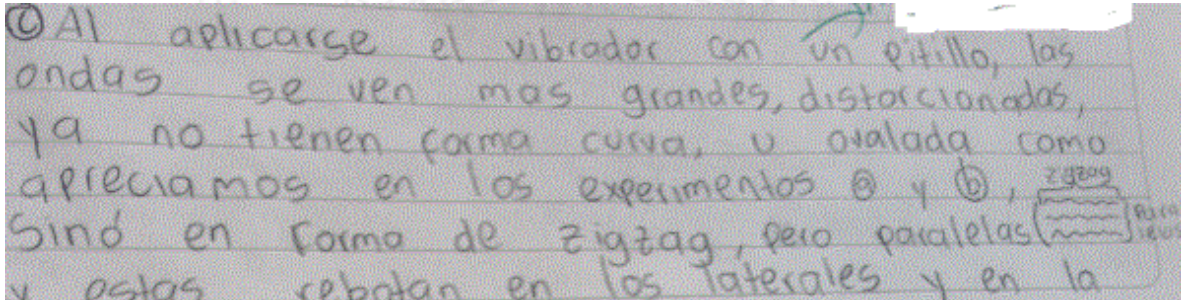 ⓒ Al aplicarse el vibrador con un pitillo, las
ondas se ven mas grandes, distorcionadas,
ya no tienen forma curva, u ovalada como
apreciamos en los experimentos ⓐ y ⓑ,
zgzag
Sinó en forma de zigzag, pero paralelas
y estas rebotan en los laterales y en la